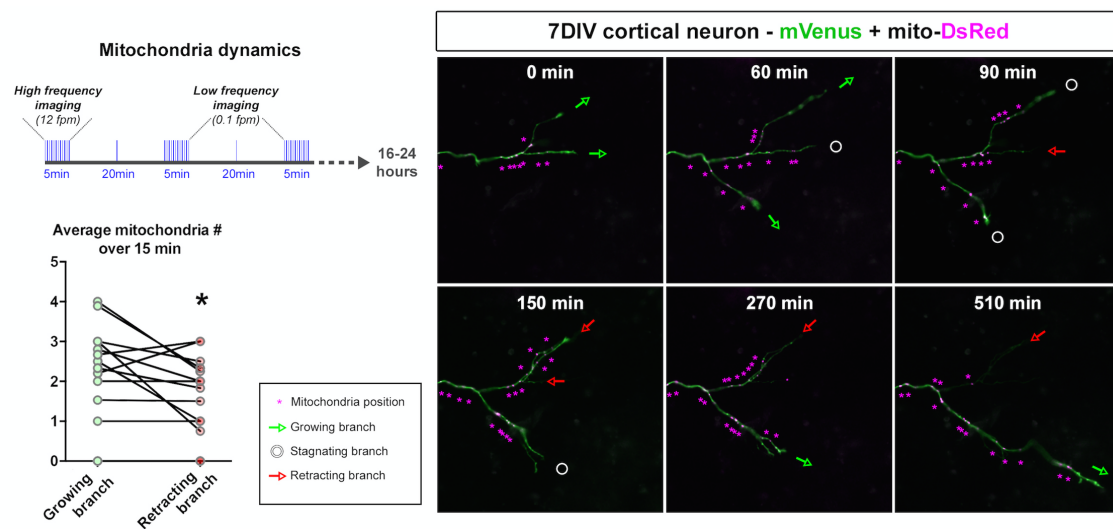 Mitochondria dynamics
High frequency
imaging
(12 fpm)
Low frequency
imaging
(0.1 fpm)
5min
20min
5min
20min
5min
16-24
hours
Average mitochondria #
over 15 min
5
4
3
2
1
0
*
Growing
branch
Retracting
branch
* Mitochondria position
Growing branch
Stagnating branch
Retracting branch
7DIV cortical neuron - mVenus + mito-DsRed
0 min
60 min
90 min
150 min
270 min
510 min